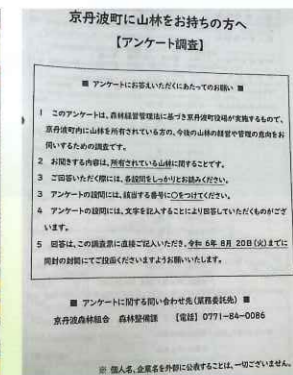 京丹波町に山林をお持ちの方へ
【アンケート調査】
■ アンケートにお答えいただくにあたってのお願い ■
1 このアンケートは、森林経営管理法に基づき京丹波町役場が実施するもので、
京丹波町内に山林を所有されている方の、今後の山林の経営や管理の意向をお
伺いするための調査です。
2 お聞きする内容は、所有されている山林に関することです。
3 ご回答いただく際に、各設問をしっかりとお読みください。
3 アンケートの設問には、該当する番号に○をつけてください。
4 アンケートの設問には、文字を記入することにより回答していただくものがござ
います。
5 回答は、この調査票に直接ご記入いただき、令和 6年 8月 20日(火)までに
同封の封筒にてご投函くださいますようお願いいたします。
■ アンケートに関する問い合わせ先(業務委託先) ■
京丹波森林組合 森林整備課 【電話】 0771-84-0086
※ 個人名、企業名を外部に公表することは、一切ございません。